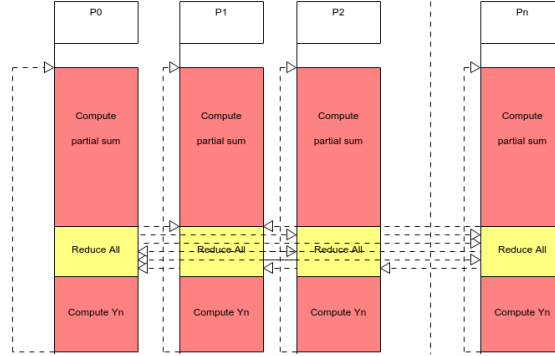 P0 P1 P2 Pn
Compute Compute Compute Compute
partial sum partial sum partial sum partial sum
Reduce All Reduce All Reduce All Reduce All
Compute Yn Compute Yn Compute Yn Compute Yn